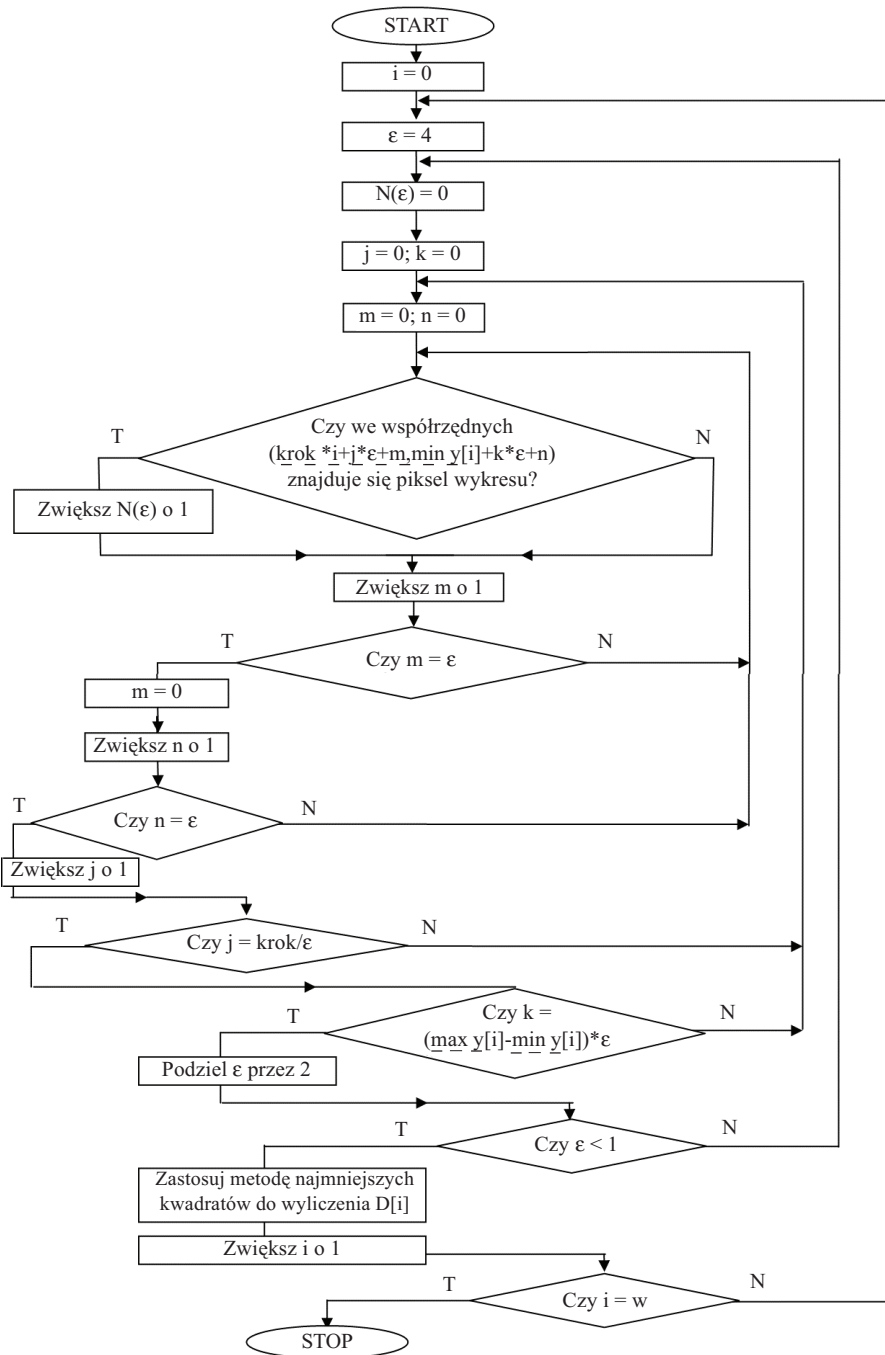 START
i = 0
ε = 4
N(ε) = 0
j = 0; k = 0
m = 0; n = 0
Czy we współrzędnych
(krok *i+j*ε+m,min y[i]+k*ε+n)
znajduje się piksel wykresu?
T
N
Zwiększ N(ε) o 1
Zwiększ m o 1
T
Czy m = ε
N
m = 0
Zwiększ n o 1
T
Czy n = ε
N
Zwiększ j o 1
T
Czy j = krok/ε
N
T
Czy k =
(max y[i]-min y[i])*ε
N
Podziel ε przez 2
T
Czy ε < 1
N
Zastosuj metodę najmniejszych
kwadratów do wyliczenia D[i]
Zwiększ i o 1
T
Czy i = w
N
STOP